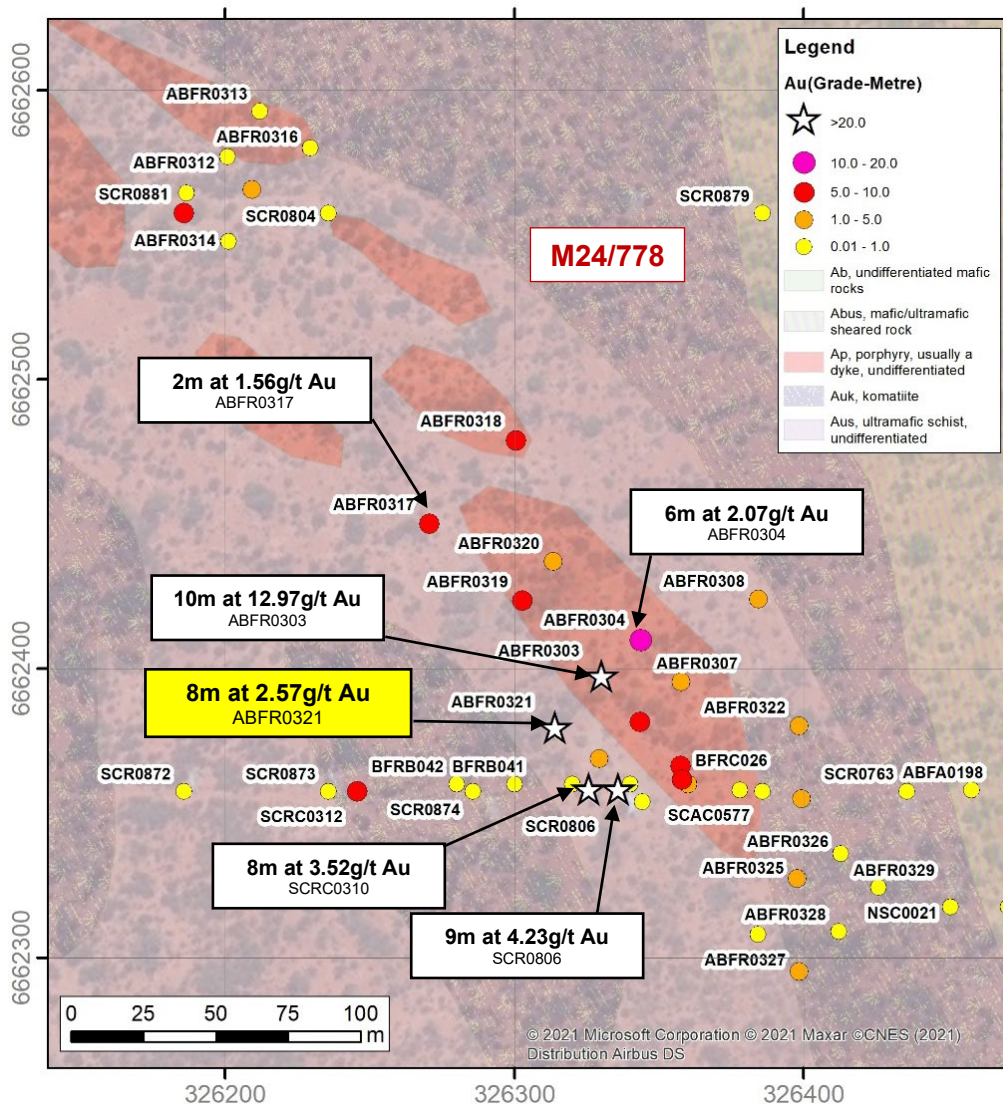 Legend
Au(Grade-Metre)
>20.0
10.0 - 20.0
5.0 - 10.0
1.0 - 5.0
0.01 - 1.0
Ab, undifferentiated mafic
rocks
Abus, mafic/ultramafic
sheared rock
Ap, porphyry, usually a
dyke, undifferentiated
Auk, komatiite
Aus, ultramafic schist,
undifferentiated
6662600
6662500
6662400
6662300
ABFR0313
ABFR0316
ABFR0312
SCR0881
SCR0804
ABFR0314
SCR0879
M24/778
2m at 1.56g/t Au
ABFR0317
ABFR0318
ABFR0317
6m at 2.07g/t Au
ABFR0304
ABFR0320
ABFR0319
ABFR0308
10m at 12.97g/t Au
ABFR0303
ABFR0304
ABFR0303
ABFR0307
8m at 2.57g/t Au
ABFR0321
ABFR0321
ABFR0322
SCR0872
SCR0873
BFRB042
BFRB041
BFRC026
SCR0763
ABFA0198
SCRC0312
SCR0874
SCR0806
SCAC0577
ABFR0326
8m at 3.52g/t Au
SCRC0310
ABFR0325
ABFR0329
9m at 4.23g/t Au
SCR0806
ABFR0328
NSC0021
ABFR0327
0 25 50 75 100
m
© 2021 Microsoft Corporation © 2021 Maxar ©CNES (2021)
Distribution Airbus DS
326200
326300
326400